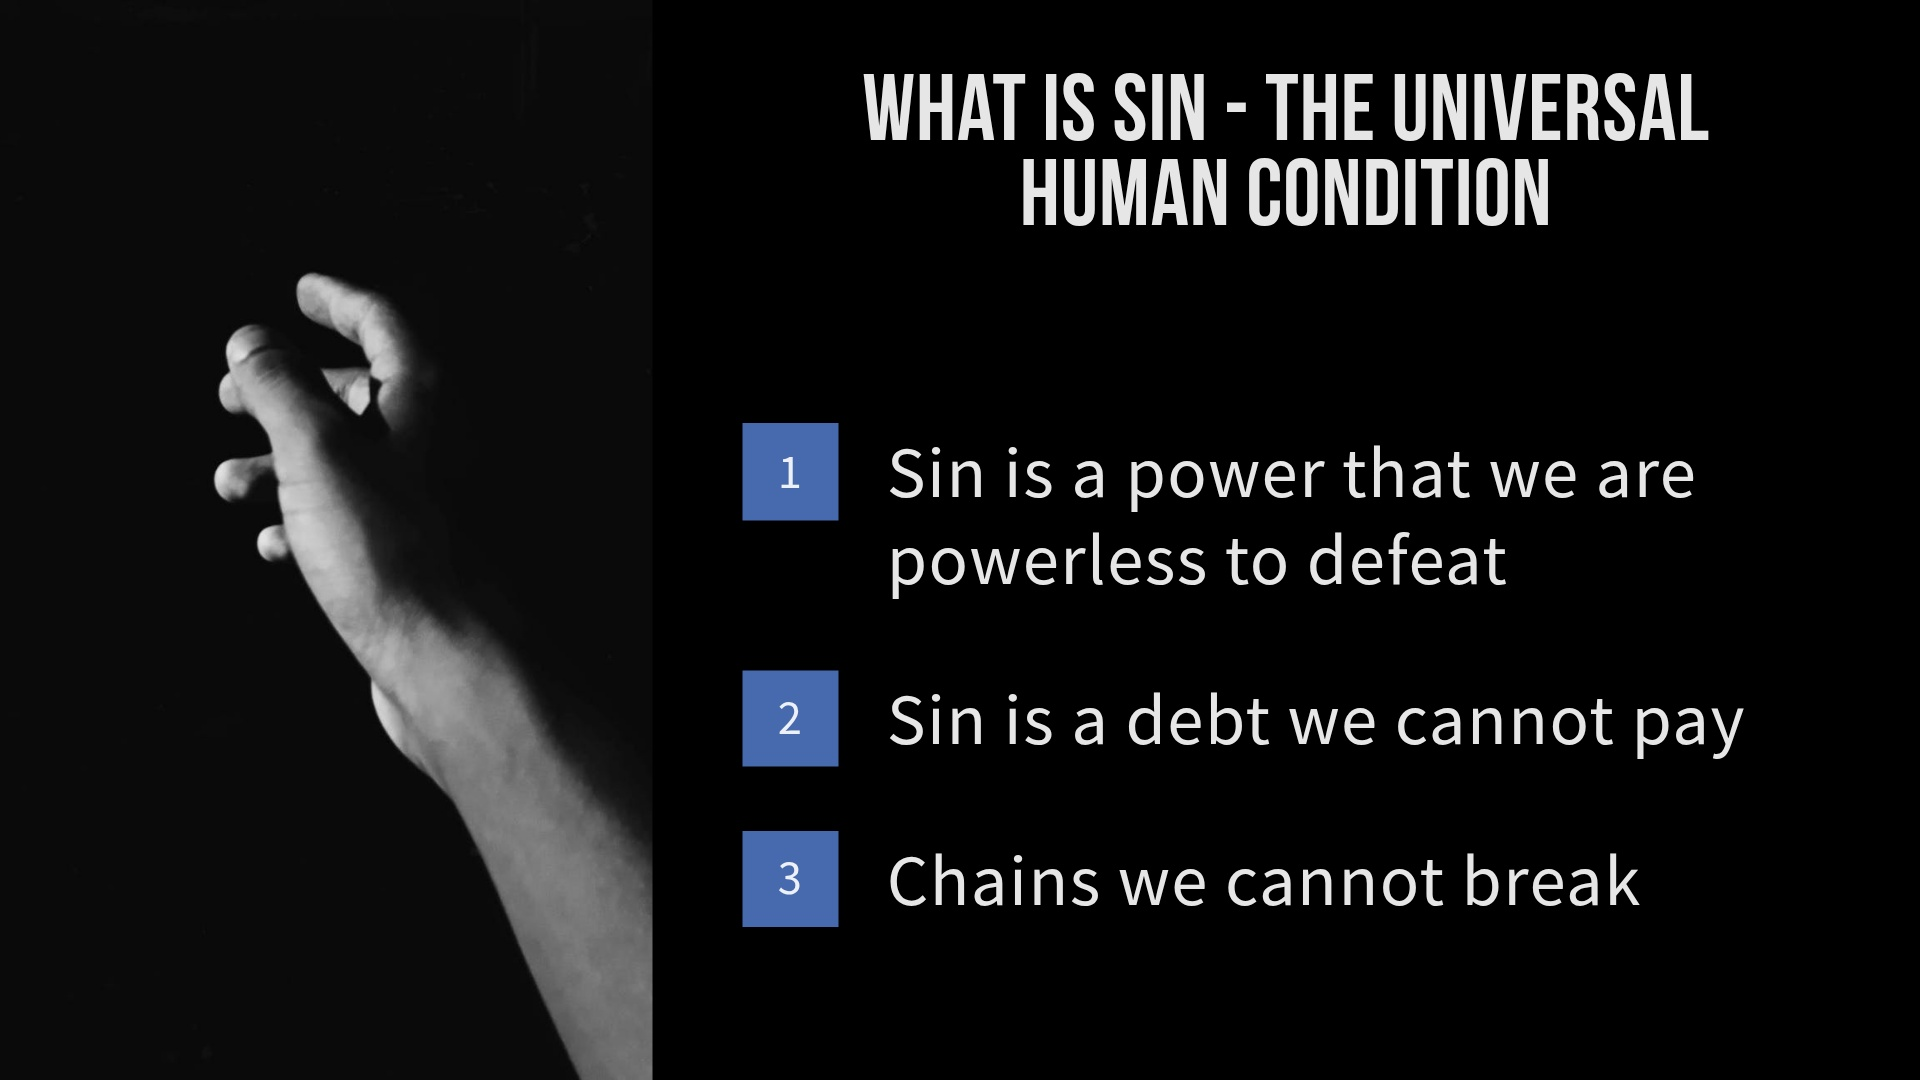 WHAT IS SIN - THE UNIVERSAL
HUMAN CONDITION
1 Sin is a power that we are
powerless to defeat
2 Sin is a debt we cannot pay
3 Chains we cannot break